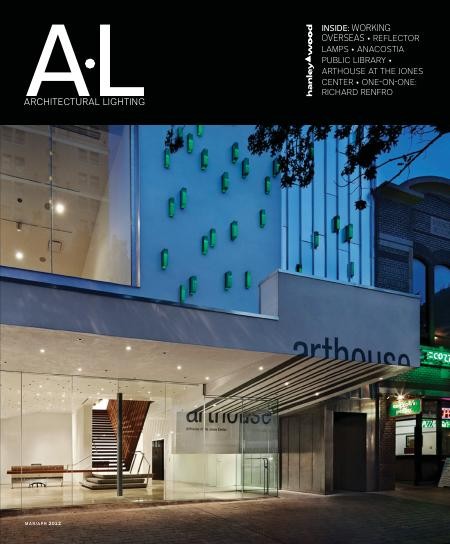 A·L
ARCHITECTURAL LIGHTING
hanley▲wood
INSIDE: WORKING
OVERSEAS • REFLECTOR
LAMPS • ANACOSTIA
PUBLIC LIBRARY •
ARTHOUSE AT THE JONES
CENTER • ONE-ON-ONE:
RICHARD RENFRO
arthouse
arthouse
MAR/APR 2012